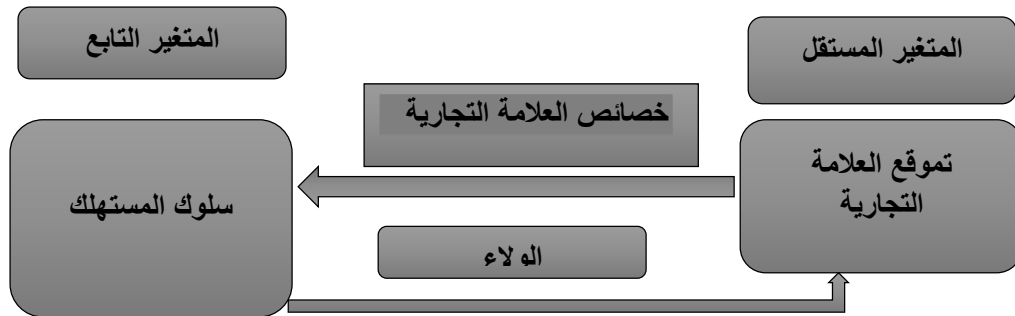 المتغير المستقل
المتغير التابع
خصائص العلامة التجارية
تموقع العلامة
التجارية
سلوك المستهلك
الولاء